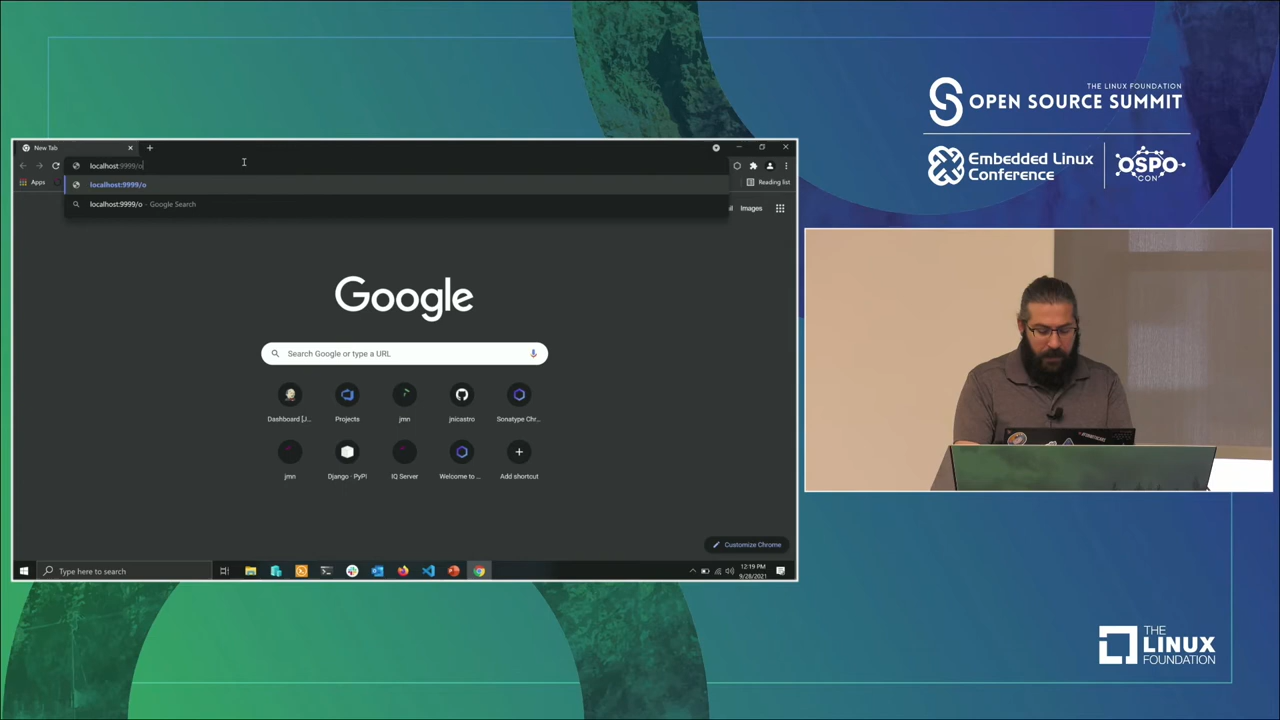 THE LINUX FOUNDATION
OPEN SOURCE SUMMIT
Embedded Linux
Conference
OSPO
CON
New Tab
localhost:9999/o
Apps
Reading list
localhost:9999/o
localhost:9999/o - Google Search
Images
Google
Search Google or type a URL
Dashboard [J...
Projects
jmn
jnicastro
Sonatype Chr...
jmn
Django · PyPI
IQ Server
Welcome to ...
Add shortcut
Customize Chrome
Type here to search
12:19 PM
9/28/2021
THE
LINUX
FOUNDATION